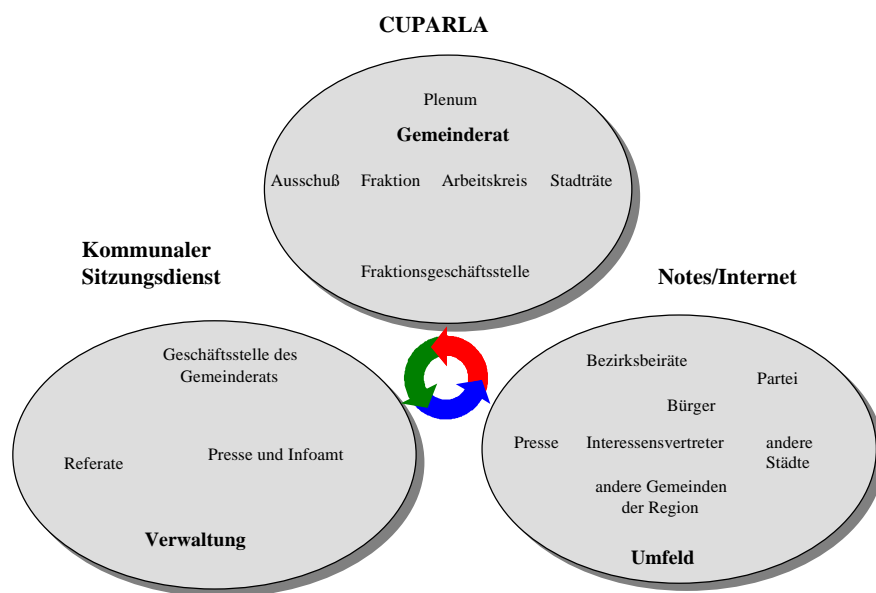 CUPARLA
Plenum
Gemeinderat
Ausschuß Fraktion Arbeitskreis Stadträte
Fraktionsgeschäftsstelle
Kommunaler
Sitzungsdienst
Geschäftsstelle des
Gemeinderats
Referate
Presse und Infoamt
Verwaltung
Notes/Internet
Bezirksbeiräte
Partei
Bürger
Presse
Interessensvertreter
andere
Städte
andere Gemeinden
der Region
Umfeld